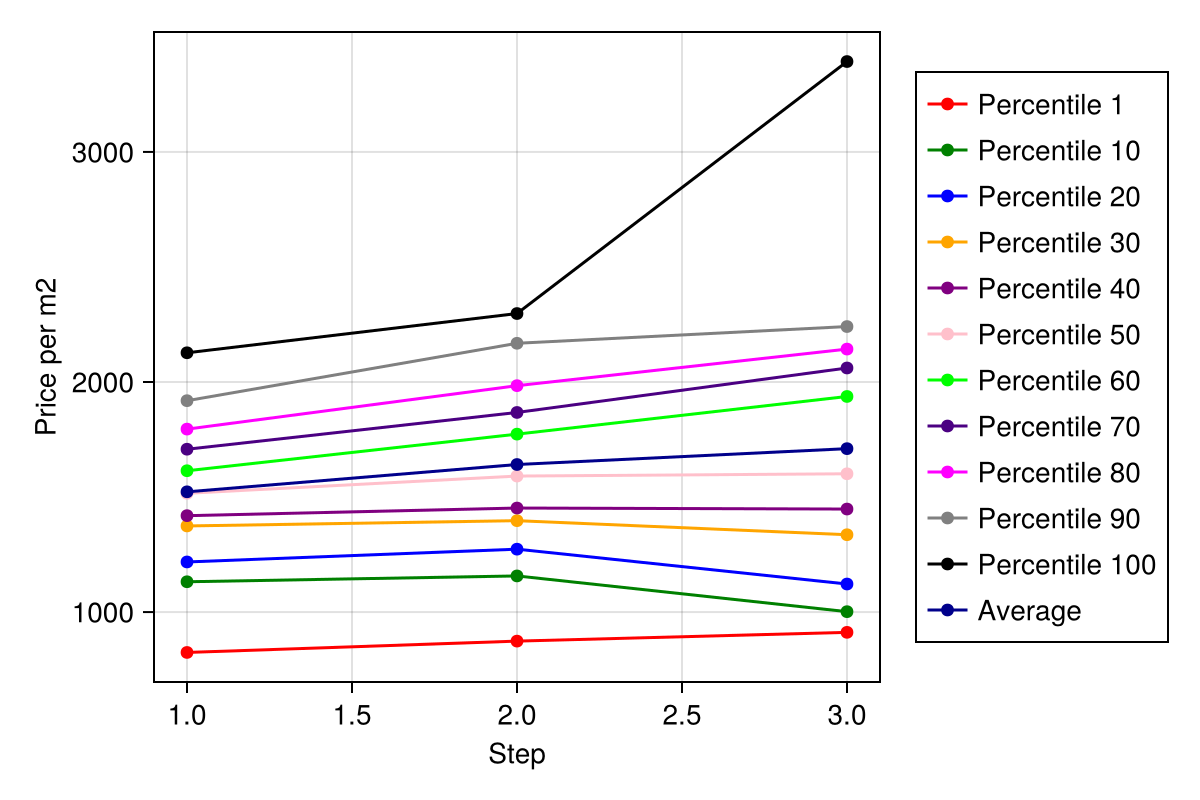 Price per m2
3000
2000
1000
1.0 1.5 2.0 2.5 3.0
Step
Percentile 1
Percentile 10
Percentile 20
Percentile 30
Percentile 40
Percentile 50
Percentile 60
Percentile 70
Percentile 80
Percentile 90
Percentile 100
Average